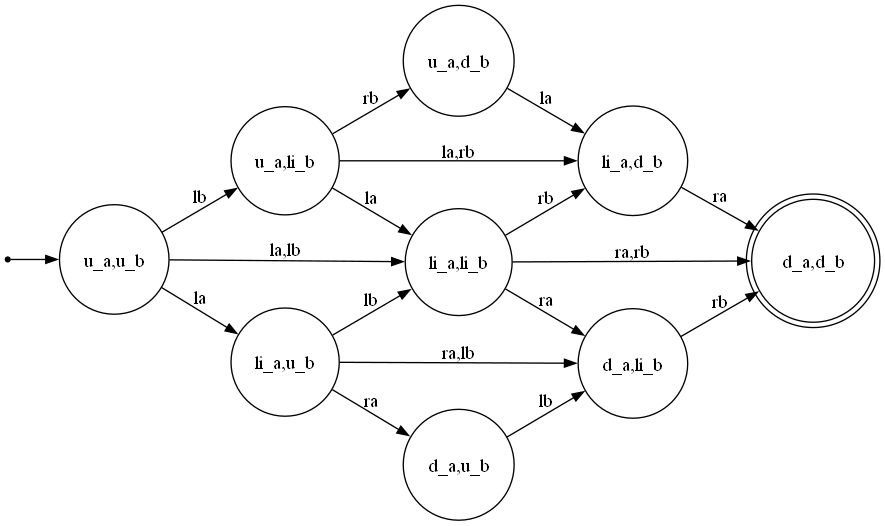 u_a,d_b
rb
la
u_a,li_b
la,rb
li_a,d_b
lb
la
rb
ra
u_a,u_b
la,lb
li_a,li_b
ra,rb
d_a,d_b
la
lb
ra
rb
li_a,u_b
ra,lb
d_a,li_b
ra
lb
d_a,u_b